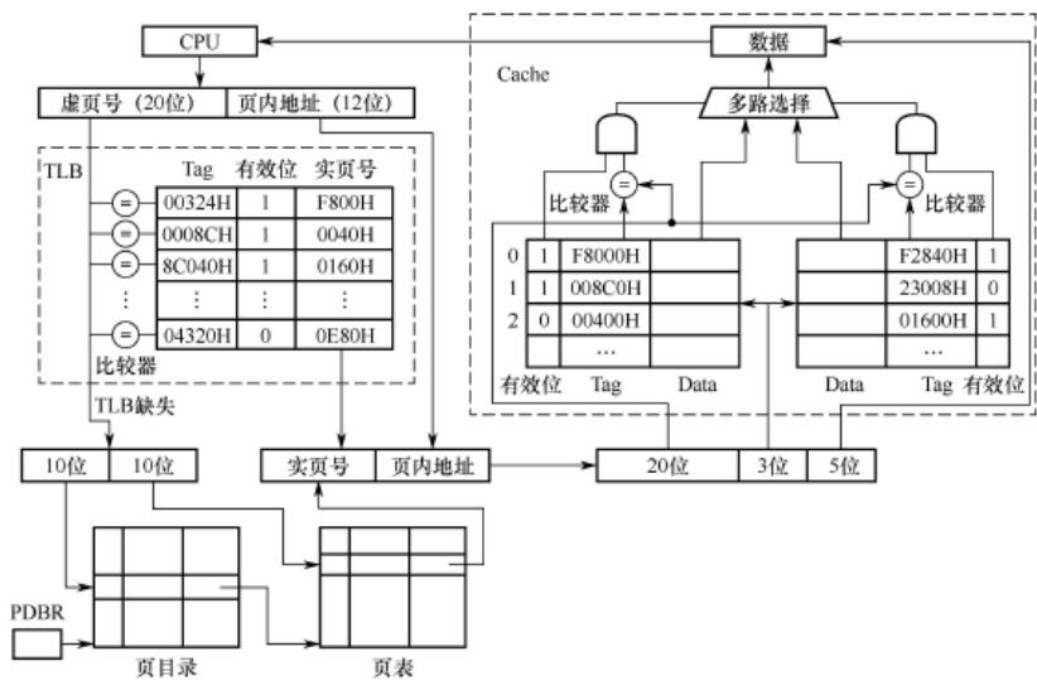 CPU
数据
Cache
虚页号（20位） 页内地址（12位）
多路选择
TLB
Tag 有效位 实页号
= 00324H 1 F800H
= 0008CH 1 0040H
= 8C040H 1 0160H
⋮ ⋮ ⋮ ⋮
= 04320H 0 0E80H
比较器
= =
比较器 比较器
0 1 F8000H F2840H 1
1 1 008C0H 23008H 0
2 0 00400H 01600H 1
... ...
有效位 Tag Data Data Tag 有效位
TLB缺失
10位 10位
实页号 页内地址
20位 3位 5位
PDBR
页目录
页表